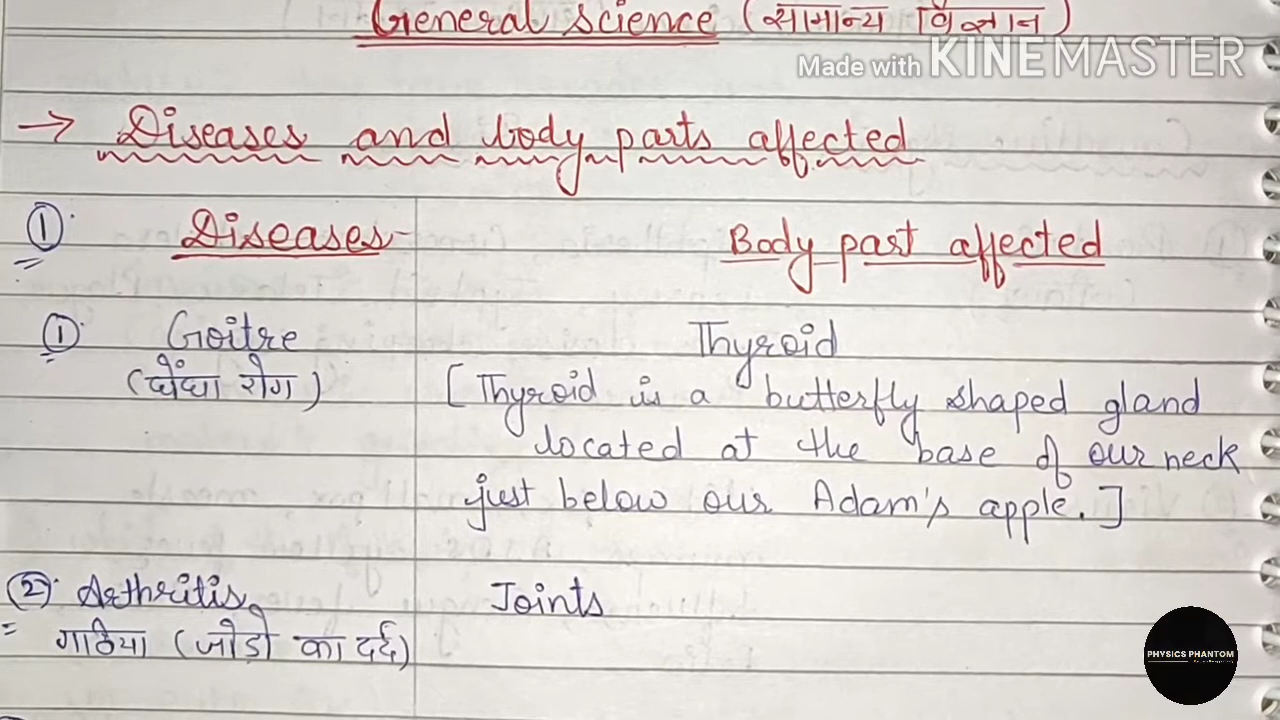 General Science (सामान्य विज्ञान)
Made with KINEMASTER
→ Diseases and body parts affected
① Diseases- Body part affected
① Goitre Thyroid
(घेंघा रोग) [Thyroid is a butterfly shaped gland
located at the base of our neck
just below our Adam's apple.]
② Arthritis Joints
गाठिया (जोड़ो का दर्द)
PHYSICS PHANTOM